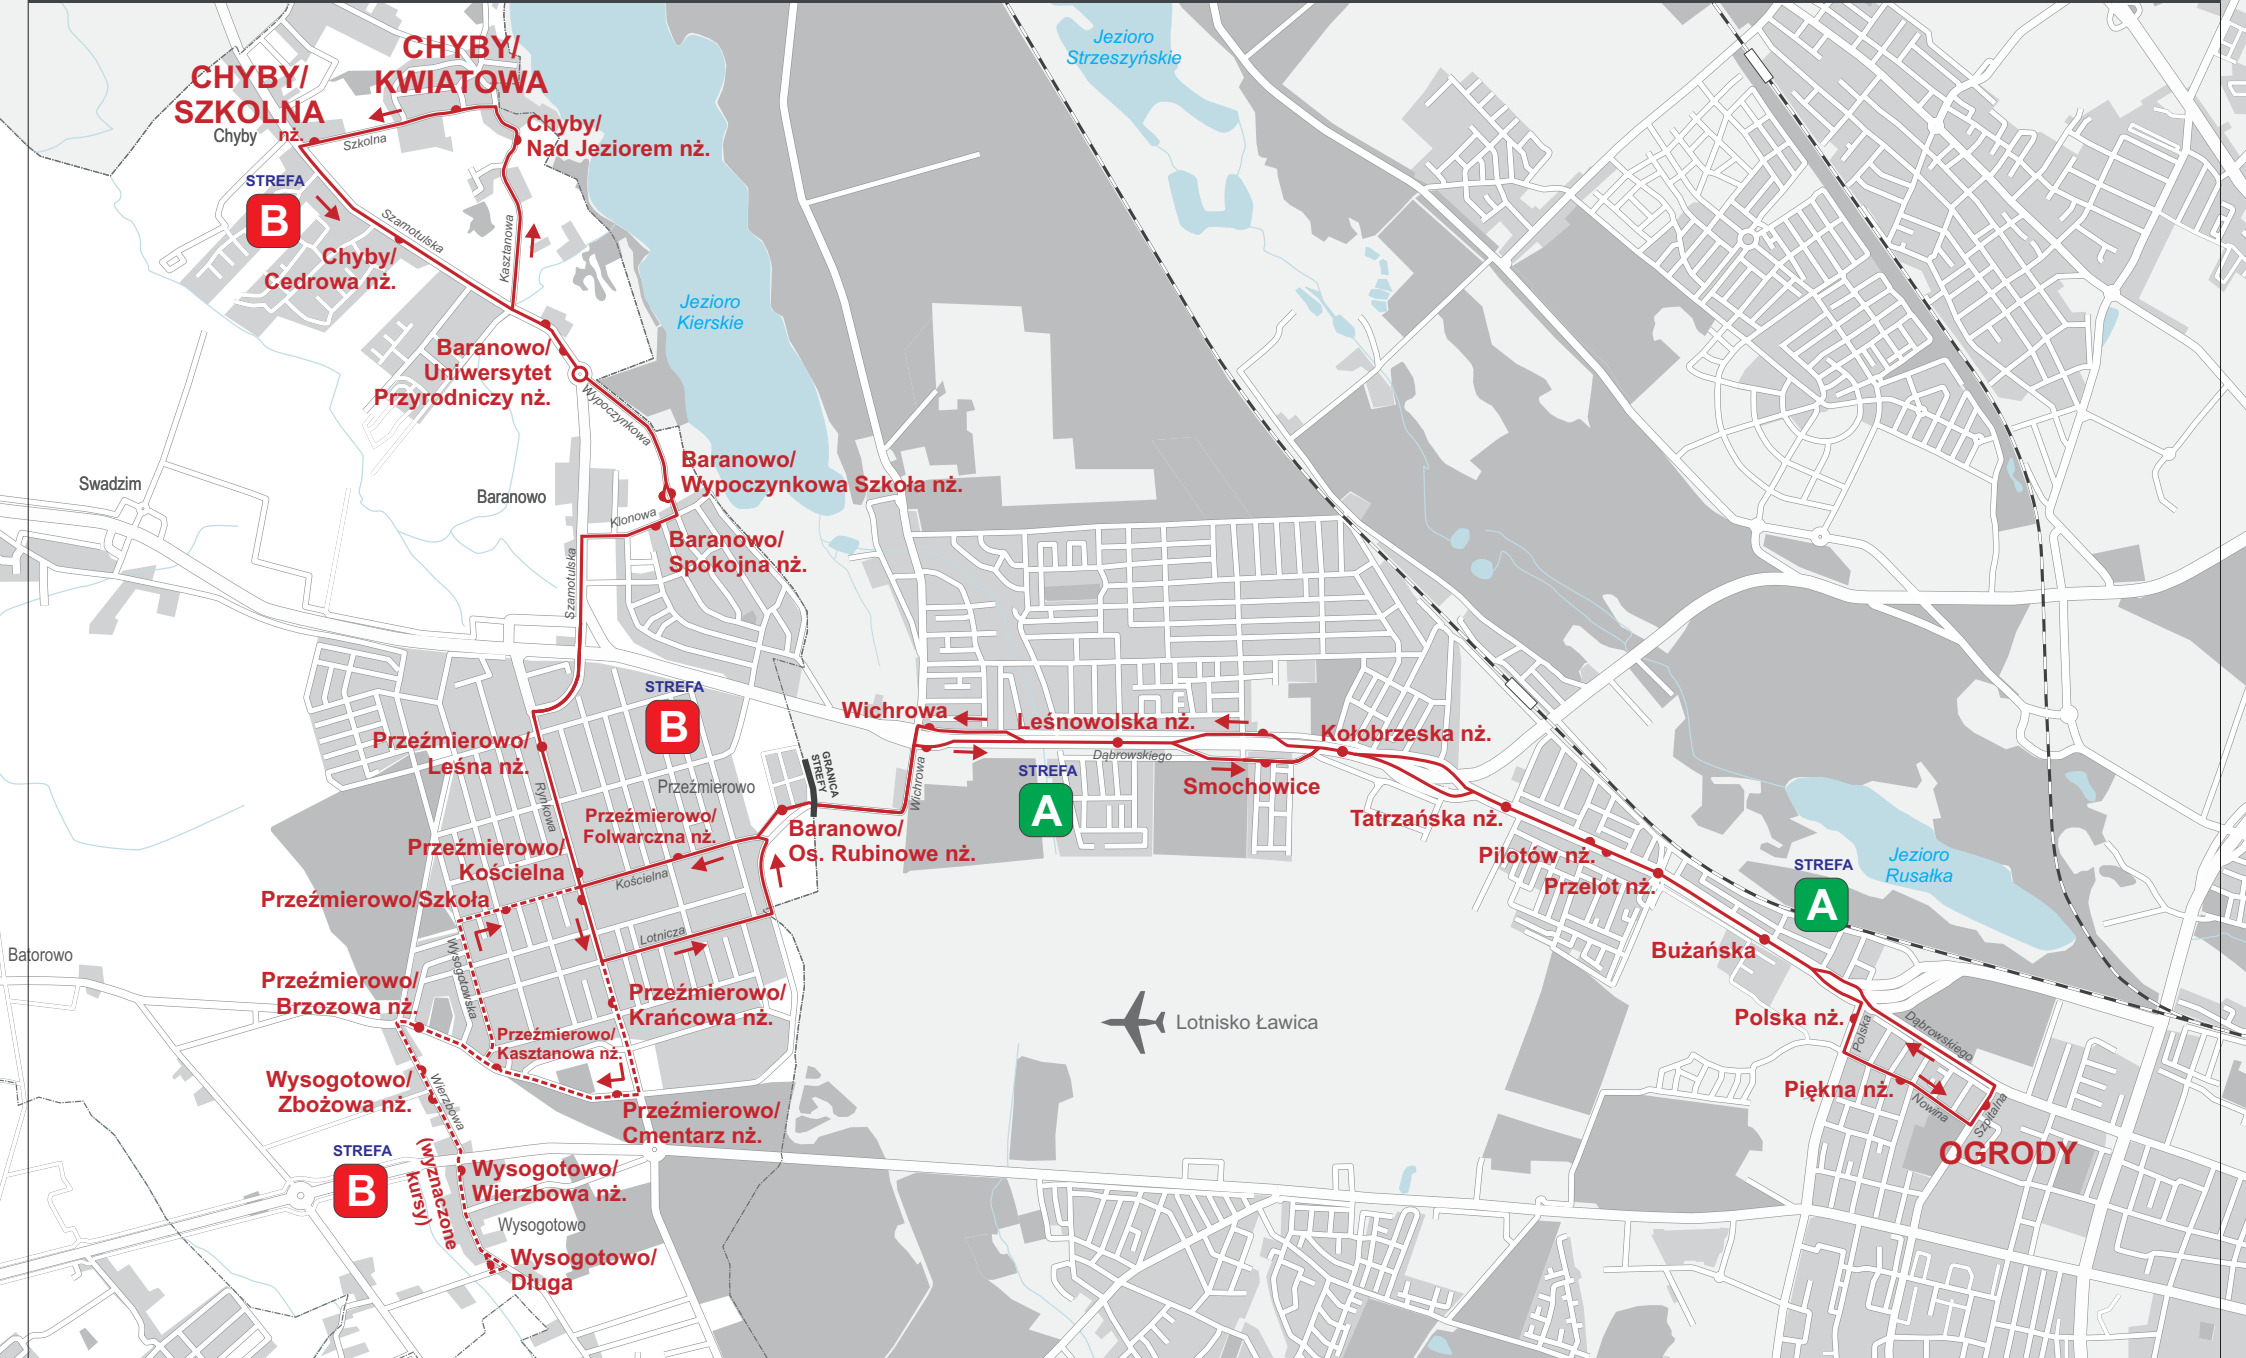 Jezioro
Strzeszyńskie
CHYBY/
KWIATOWA
CHYBY/
SZKOLNA
nż.
Chyby
Szkolna
Chyby/
Nad Jeziorem nż.
STREFA
B
Szamotulska
Kasztanowa
Chyby/
Cedrowa nż.
Jezioro
Kierskie
Baranowo/
Uniwersytet
Przyrodniczy nż.
Wypoczynkowa
Baranowo/
Wypoczynkowa Szkoła nż.
Swadzim
Baranowo
Klonowa
Baranowo/
Spokojna nż.
Szamotulska
STREFA
B
Wichrowa
Leśnowolska nż.
Kołobrzeska nż.
Przeźmierowo/
Leśna nż.
GRANICA
STREFY
Dąbrowskiego
Wichrowa
STREFA
A
Smochowice
Przeźmierowo
Rynkowa
Przeźmierowo/
Folwarczna nż.
Baranowo/
Os. Rubinowe nż.
Tatrzańska nż.
Pilotów nż.
Przelot nż.
Jezioro
Rusałka
STREFA
A
Przeźmierowo/
Kościelna
Kościelna
Przeźmierowo/Szkoła
Lotnicza
Wysogotowska
Bużańska
Batorowo
Przeźmierowo/
Brzozowa nż.
Przeźmierowo/
Krańcowa nż.
Lotnisko Ławica
Polska nż.
Polska
Dąbrowskiego
Przeźmierowo/
Kasztanowa nż.
Wysogotowo/
Zbożowa nż.
Wierzbowa
Przeźmierowo/
Cmentarz nż.
Piękna nż.
Nowina
Szpitalna
OGRODY
STREFA
B
(wyznaczone
kursy)
Wysogotowo/
Wierzbowa nż.
Wysogotowo
Wysogotowo/
Długa